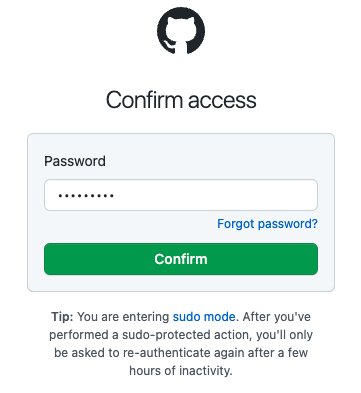 Confirm access
Password
•••••••••
Forgot password?
Confirm
Tip: You are entering sudo mode. After you've
performed a sudo-protected action, you'll only
be asked to re-authenticate again after a few
hours of inactivity.